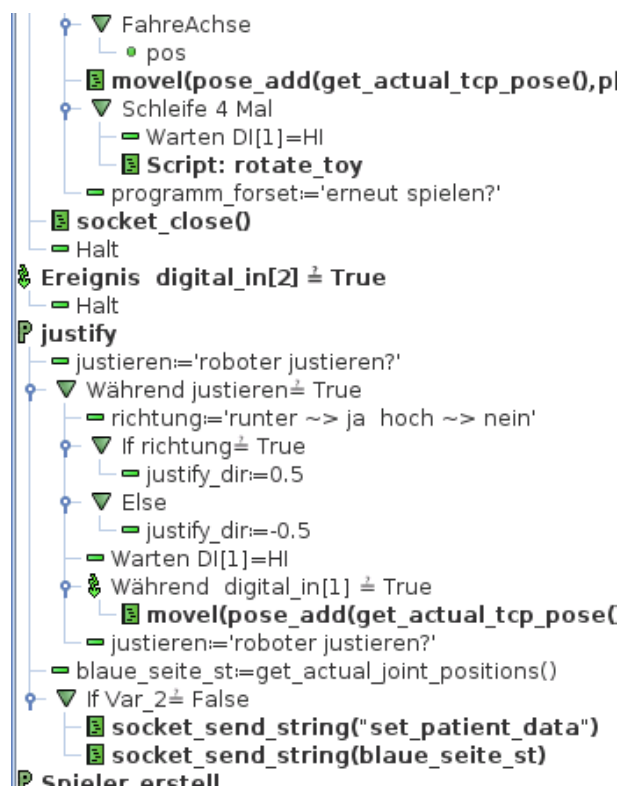 FahreAchse
pos
movel(pose_add(get_actual_tcp_pose(),p
Schleife 4 Mal
Warten DI[1]=HI
Script: rotate_toy
programm_forset:='erneut spielen?'
socket_close()
Halt
Ereignis digital_in[2] ≟ True
Halt
justify
justieren:='roboter justieren?'
Während justieren≟ True
richtung:='runter ~> ja hoch ~> nein'
If richtung≟ True
justify_dir:=0.5
Else
justify_dir:=-0.5
Warten DI[1]=HI
Während digital_in[1] ≟ True
movel(pose_add(get_actual_tcp_pose(
justieren:='roboter justieren?'
blaue_seite_st:=get_actual_joint_positions()
If Var_2≟ False
socket_send_string("set_patient_data")
socket_send_string(blaue_seite_st)
Spieler_erstell